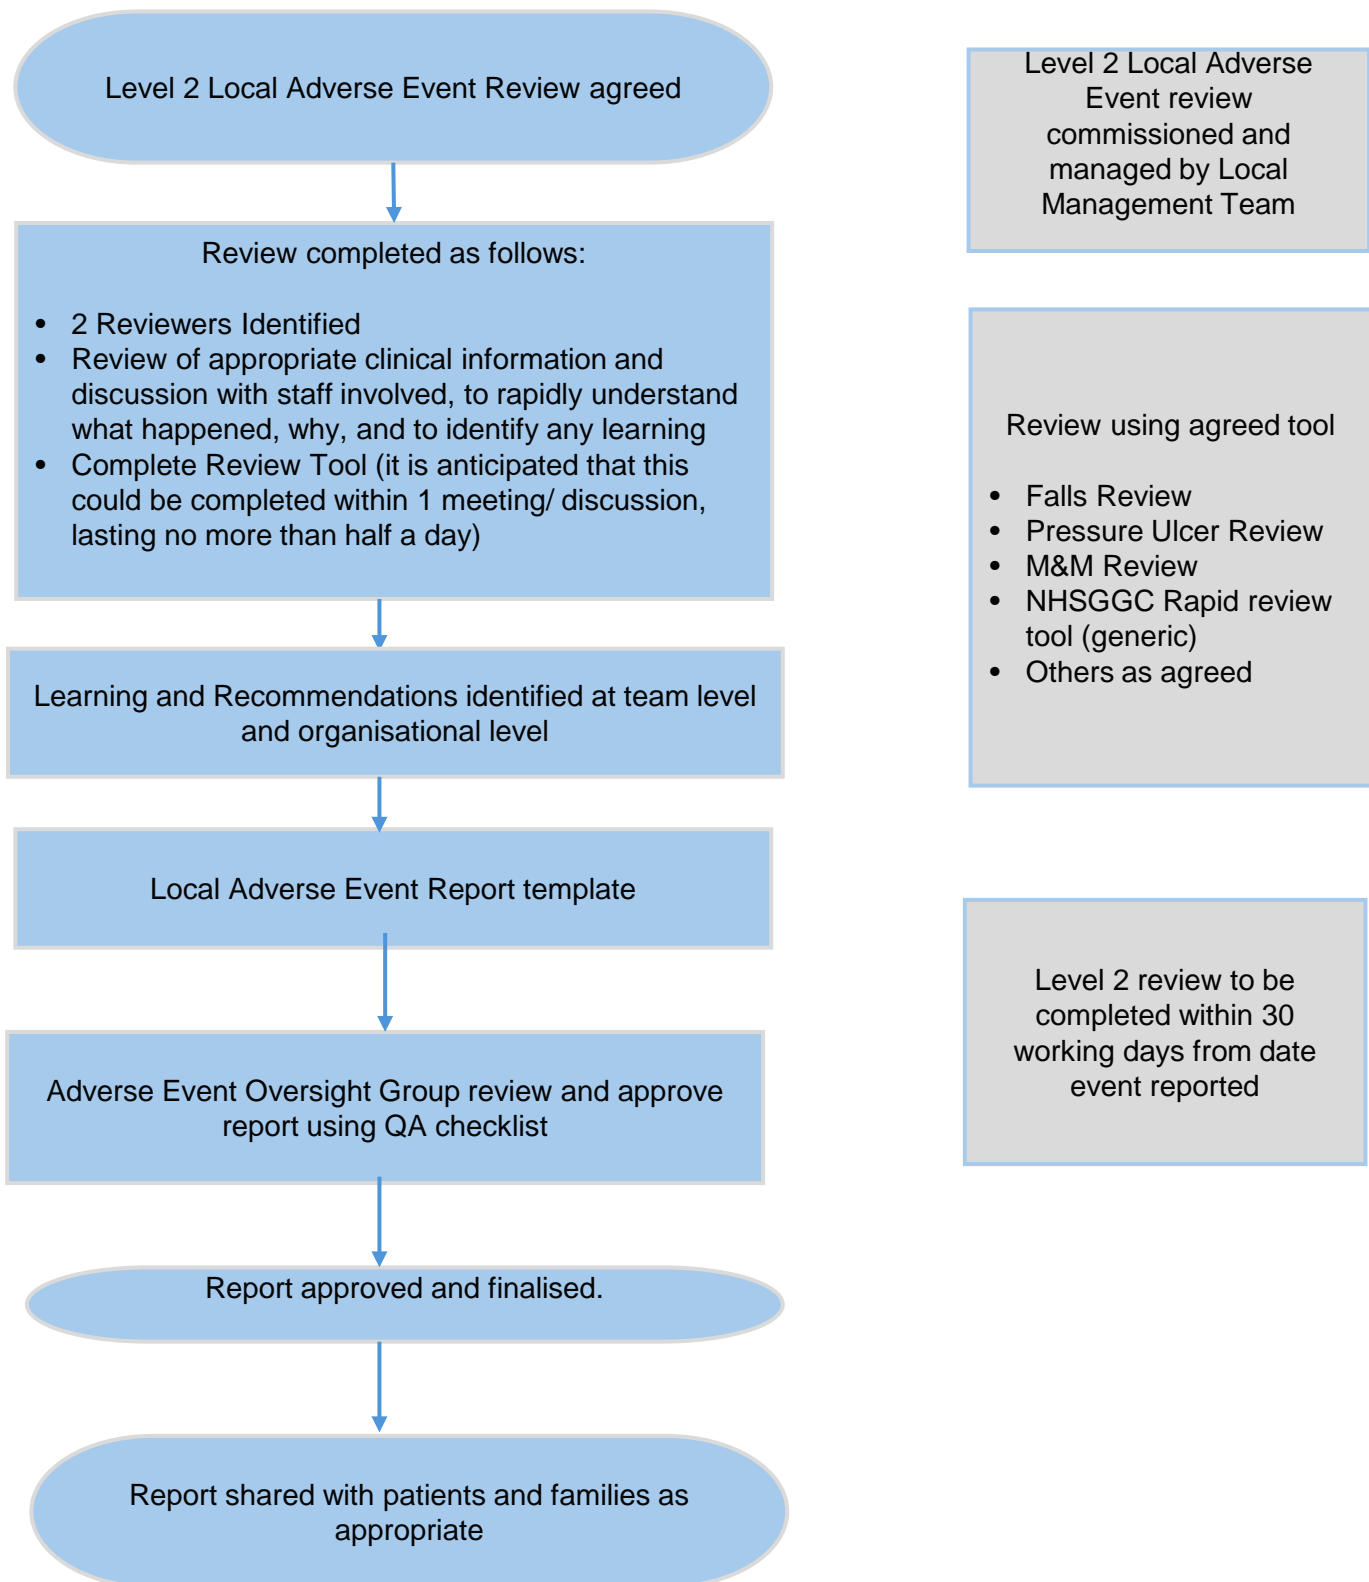 Level 2 Local Adverse Event Review agreed
Review completed as follows:
• 2 Reviewers Identified
• Review of appropriate clinical information and
discussion with staff involved, to rapidly understand
what happened, why, and to identify any learning
• Complete Review Tool (it is anticipated that this
could be completed within 1 meeting/ discussion,
lasting no more than half a day)
Learning and Recommendations identified at team level
and organisational level
Local Adverse Event Report template
Adverse Event Oversight Group review and approve
report using QA checklist
Report approved and finalised.
Report shared with patients and families as
appropriate
Level 2 Local Adverse
Event review
commissioned and
managed by Local
Management Team
Review using agreed tool
• Falls Review
• Pressure Ulcer Review
• M&M Review
• NHSGGC Rapid review
tool (generic)
• Others as agreed
Level 2 review to be
completed within 30
working days from date
event reported